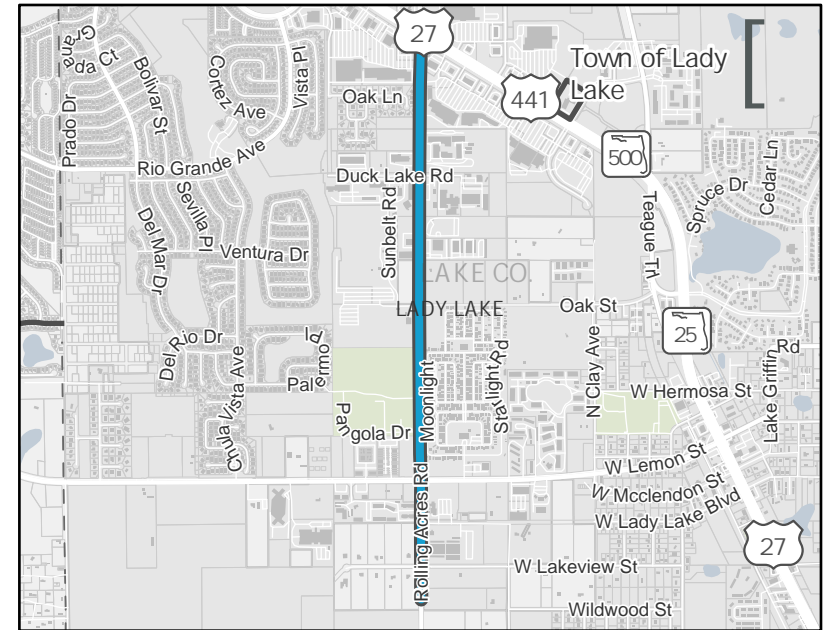 27
Town of Lady
Lake
441
500
25
27
Grana
da Ct
Prado Dr
Bolivar St
Cortez Ave
Vista Pl
Oak Ln
Rio Grande Ave
Duck Lake Rd
Sunbelt Rd
Sevilla Pl
Del Mar Dr
Ventura Dr
LAKE CO.
LADY LAKE
Teague Trl
Spruce Dr
Cedar Ln
Oak St
N Clay Ave
Del Rio Dr
Palermo Pl
Chula Vista Ave
Pangola Dr
Moonlight
Starlight Rd
W Hermosa St
Lake Griffin Rd
W Lemon St
W Mcclendon St
W Lady Lake Blvd
Rolling Acres Rd
W Lakeview St
Wildwood St